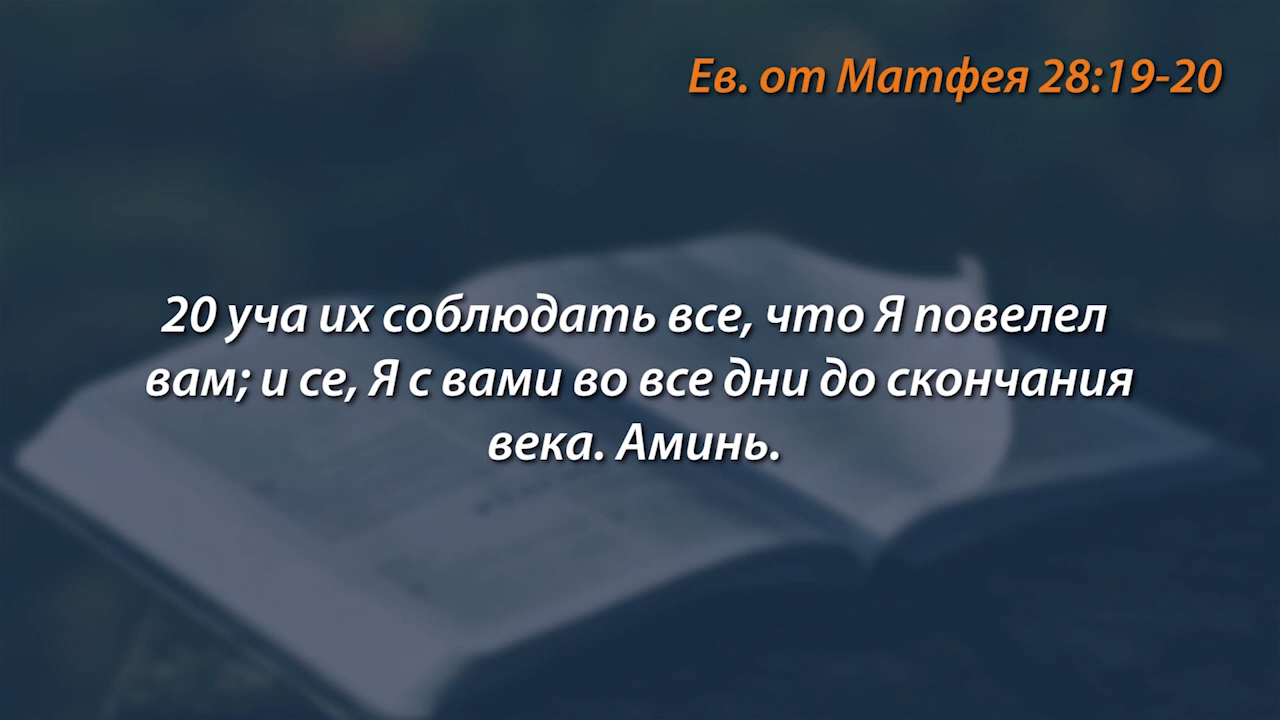 Ев. от Матфея 28:19-20
20 уча их соблюдать все, что Я повелел
вам; и се, Я с вами во все дни до скончания
века. Аминь.